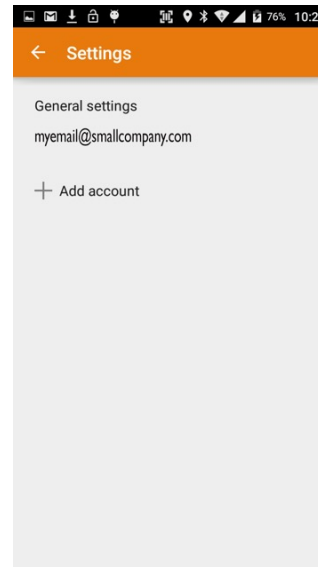 76% 10:2
Settings
General settings
myemail@smallcompany.com
Add account